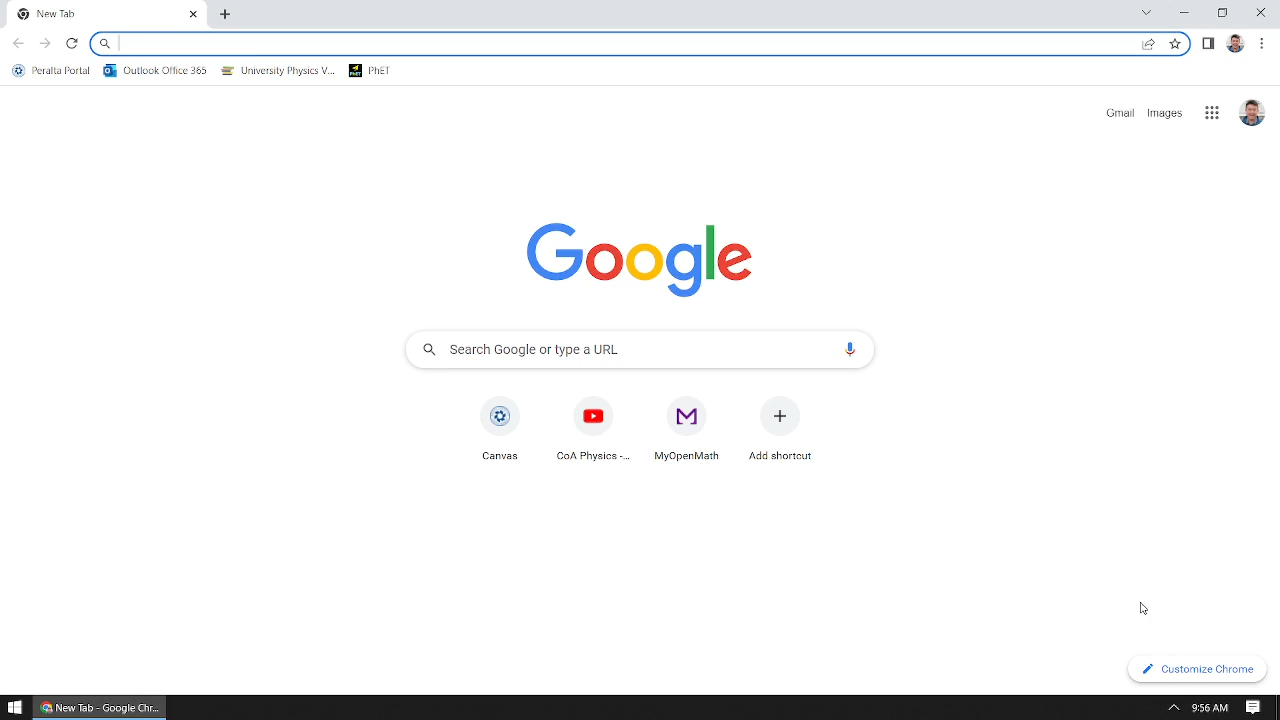 New Tab
Peralta Portal
Outlook Office 365
University Physics V...
PhET
Gmail
Images
Google
Search Google or type a URL
Canvas
CoA Physics -...
MyOpenMath
Add shortcut
Customize Chrome
New Tab - Google Chr...
9:56 AM